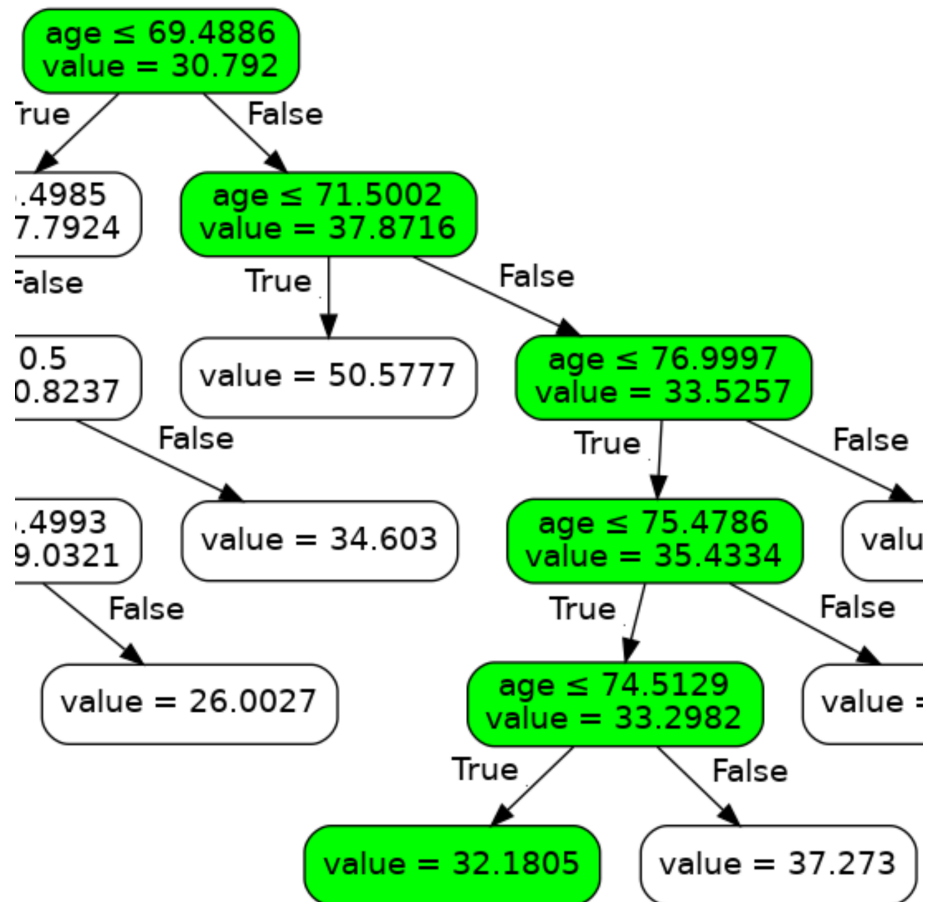 age ≤ 69.4886
value = 30.792
True
False
.4985
7.7924
age ≤ 71.5002
value = 37.8716
False
True
False
0.5
0.8237
value = 50.5777
age ≤ 76.9997
value = 33.5257
False
True
False
.4993
9.0321
value = 34.603
age ≤ 75.4786
value = 35.4334
valu
False
True
False
value = 26.0027
age ≤ 74.5129
value = 33.2982
value =
True
False
value = 32.1805
value = 37.273